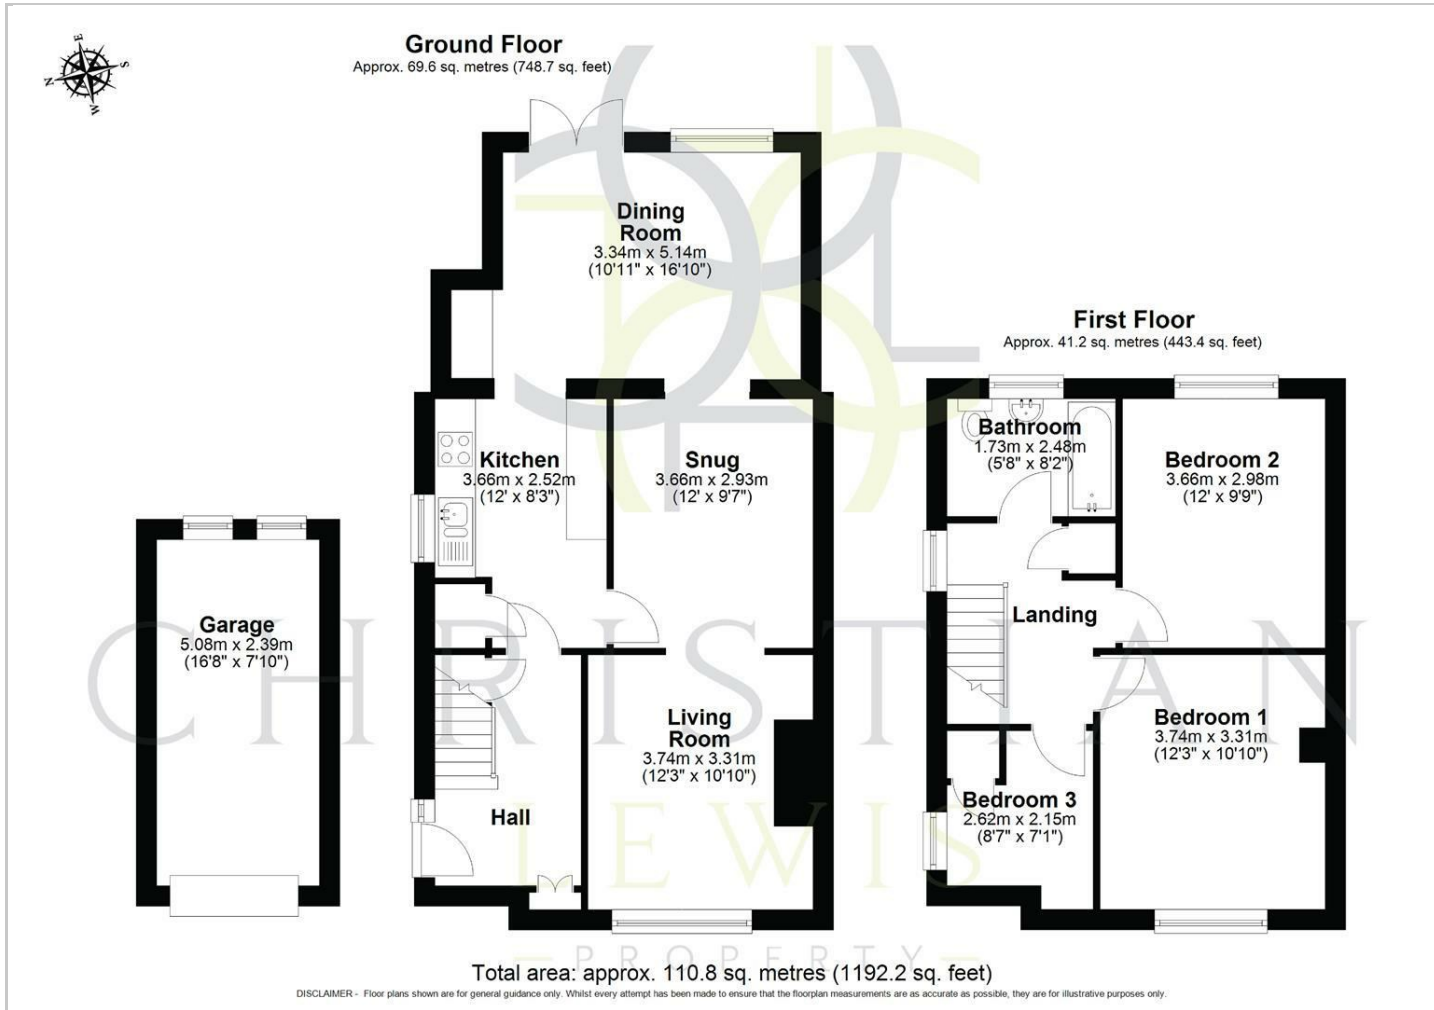 E
N
S
W
Ground Floor
Approx. 69.6 sq. metres (748.7 sq. feet)
Dining
Room
3.34m x 5.14m
(10'11" x 16'10")
Kitchen
3.66m x 2.52m
(12' x 8'3")
Snug
3.66m x 2.93m
(12' x 9'7")
Living
Room
3.74m x 3.31m
(12'3" x 10'10")
Hall
Garage
5.08m x 2.39m
(16'8" x 7'10")
First Floor
Approx. 41.2 sq. metres (443.4 sq. feet)
Bathroom
1.73m x 2.48m
(5'8" x 8'2")
Bedroom 2
3.66m x 2.98m
(12' x 9'9")
Landing
Bedroom 1
3.74m x 3.31m
(12'3" x 10'10")
Bedroom 3
2.62m x 2.15m
(8'7" x 7'1")
CHRISTIAN
LEWIS
PROPERTY
Total area: approx. 110.8 sq. metres (1192.2 sq. feet)
DISCLAIMER - Floor plans shown are for general guidance only. Whilst every attempt has been made to ensure that the floorplan measurements are as accurate as possible, they are for illustrative purposes only.